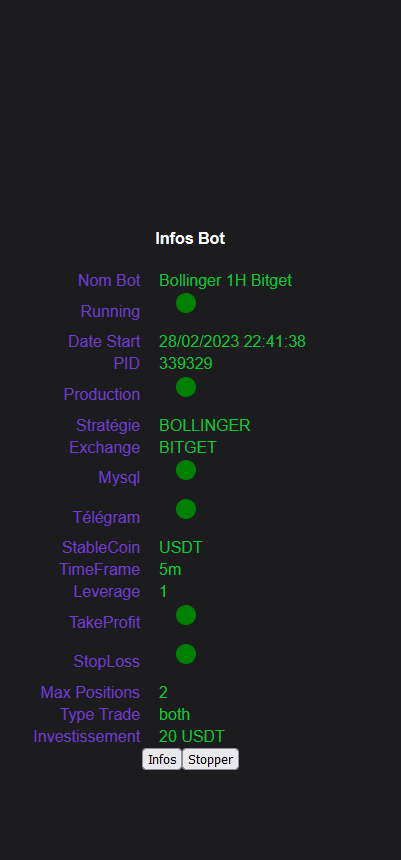 Infos Bot
Nom Bot Bollinger 1H Bitget
Running
Date Start 28/02/2023 22:41:38
PID 339329
Production
Stratégie BOLLINGER
Exchange BITGET
Mysql
Télégram
StableCoin USDT
TimeFrame 5m
Leverage 1
TakeProfit
StopLoss
Max Positions 2
Type Trade both
Investissement 20 USDT
Infos Stopper